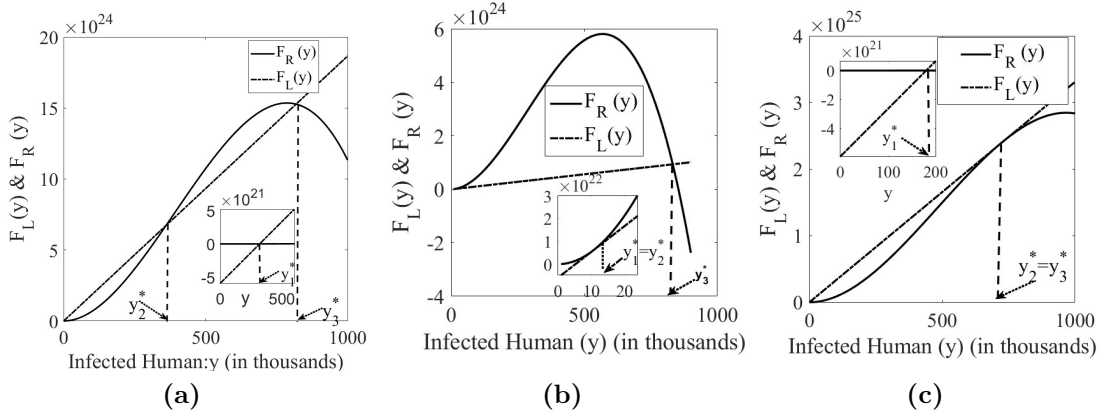 ×10^24
20
15
10
5
0
F_L(y) & F_R (y)
F_R (y)
F_L(y)
×10^21
5
0
-5
0
500
y
y_1^*
y_2^*
y_3^*
0
500
1000
Infected Human:y (in thousands)
(a)
×10^24
6
4
2
0
-2
-4
F_L(y) & F_R (y)
F_R (y)
F_L(y)
×10^22
3
2
1
0
0
10
20
y_1^*=y_2^*
y_3^*
0
500
1000
Infected Human (y) (in thousands)
(b)
×10^25
4
3
2
1
0
F_L(y) & F_R (y)
F_R (y)
F_L(y)
×10^21
0
-2
-4
0
100
200
y
y_1^*
y_2^*=y_3^*
0
500
1000
Infected Human (y) (in thousands)
(c)